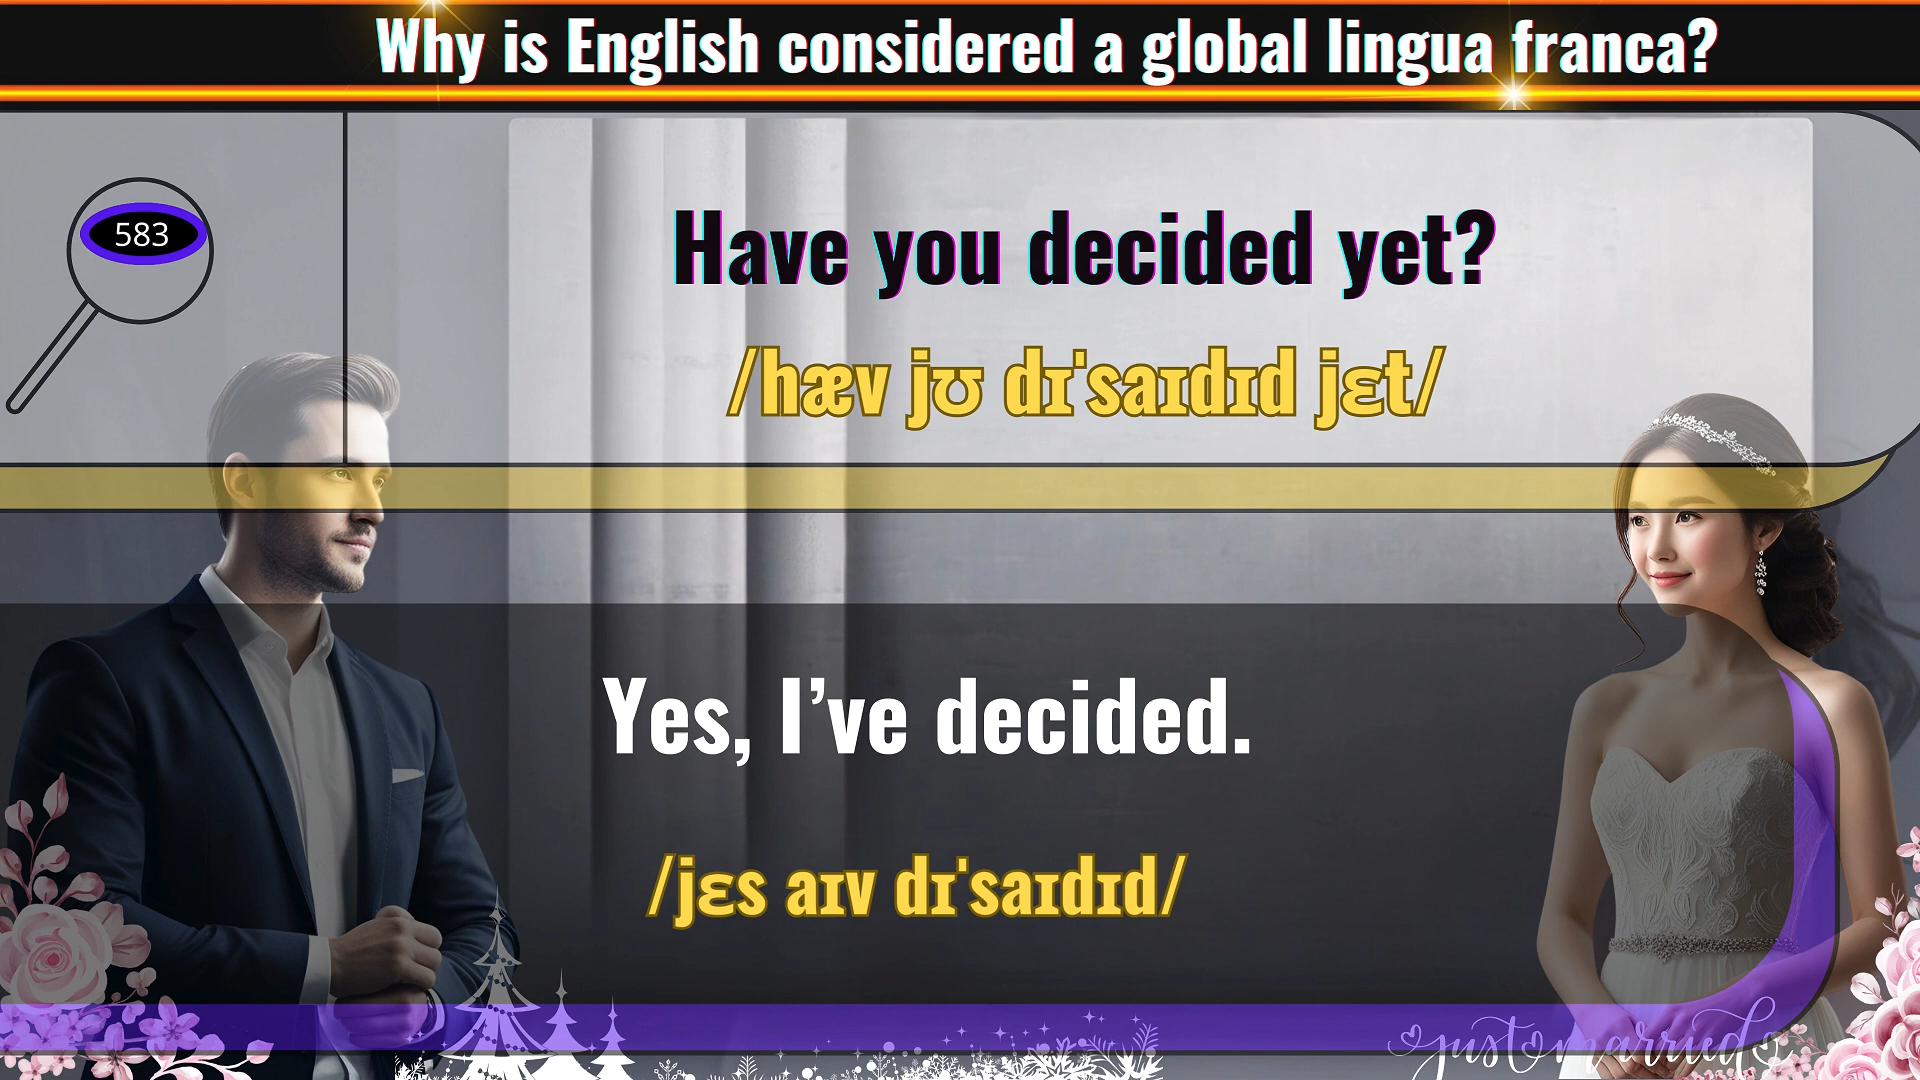 Why is English considered a global lingua franca?
583
Have you decided yet?
/hæv jʊ dɪˈsaɪdɪd jɛt/
Yes, I’ve decided.
/jɛs aɪv dɪˈsaɪdɪd/
just married